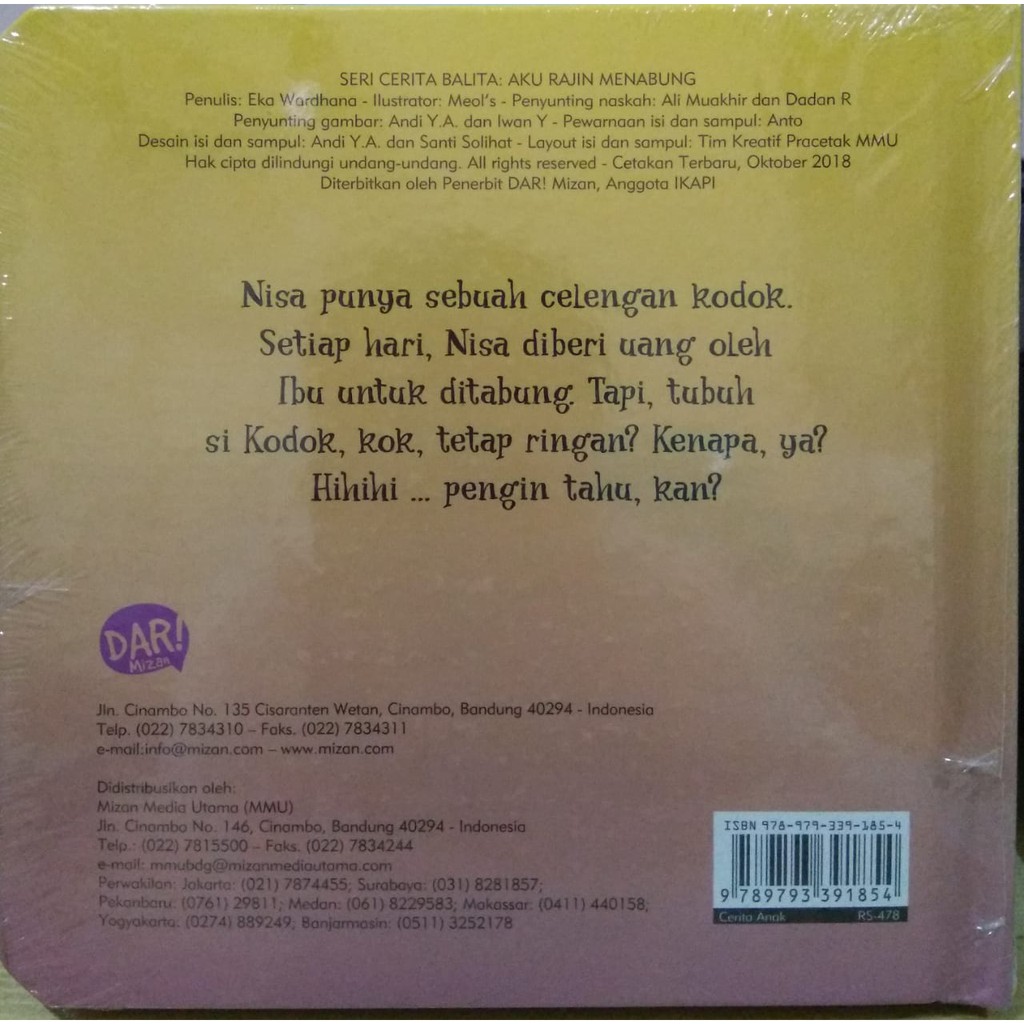 SERI CERITA BALITA: AKU RAJIN MENABUNG
Penulis: Eka Wardhana - Ilustrator: Meol's - Penyunting naskah: Ali Muakhir dan Dadan R
Penyunting gambar: Andi Y.A. dan Iwan Y - Pewarnaan isi dan sampul: Anto
Desain isi dan sampul: Andi Y.A. dan Santi Solihat - Layout isi dan sampul: Tim Kreatif Pracetak MMU
Hak cipta dilindungi undang-undang. All rights reserved - Cetakan Terbaru, Oktober 2018
Diterbitkan oleh Penerbit DAR! Mizan, Anggota IKAPI
Nisa punya sebuah celengan kodok.
Setiap hari, Nisa diberi uang oleh
Ibu untuk ditabung. Tapi, tubuh
si Kodok, kok, tetap ringan? Kenapa, ya?
Hihihi ... pengin tahu, kan?
DAR!
Mizan
Jln. Cinambo No. 135 Cisaranten Wetan, Cinambo, Bandung 40294 - Indonesia
Telp. (022) 7834310 – Faks. (022) 7834311
e-mail:info@mizan.com – www.mizan.com
Didistribusikan oleh:
Mizan Media Utama (MMU)
Jln. Cinambo No. 146, Cinambo, Bandung 40294 - Indonesia
Telp.: (022) 7815500 – Faks. (022) 7834244
e-mail: mmubdg@mizanmediautama.com
Perwakilan: Jakarta: (021) 7874455; Surabaya: (031) 8281857;
Pekanbaru: (0761) 29811; Medan: (061) 8229583; Makassar: (0411) 440158;
Yogyakarta: (0274) 889249; Banjarmasin: (0511) 3252178
ISBN 978-979-339-185-4
9 789793 391854
Cerita Anak RS-478